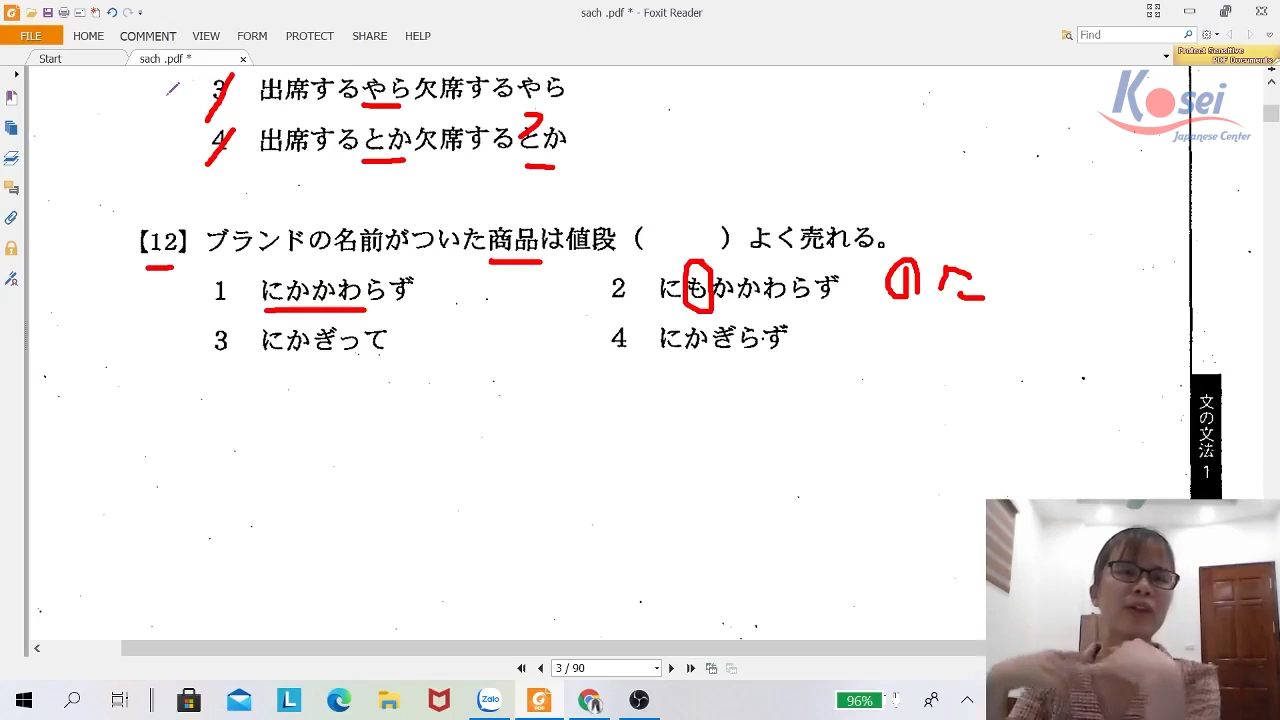 sach .pdf * - Foxit Reader
FILE HOME COMMENT VIEW FORM PROTECT SHARE HELP
Find
Start sach .pdf *
Protect Sensitive
PDF Documents
Kosei
Japanese Center
3 出席するやら欠席するやら
4 出席するとか欠席するとか
【12】ブランドの名前がついた商品は値段（　　）よく売れる。
1 にかかわらず 2 にもかかわらず
3 にかぎって 4 にかぎらず
文の文法1
3 / 90
Zalo
96%